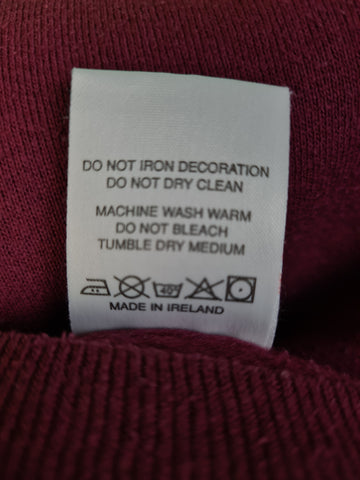 DO NOT IRON DECORATION
DO NOT DRY CLEAN
MACHINE WASH WARM
DO NOT BLEACH
TUMBLE DRY MEDIUM
40°
MADE IN IRELAND